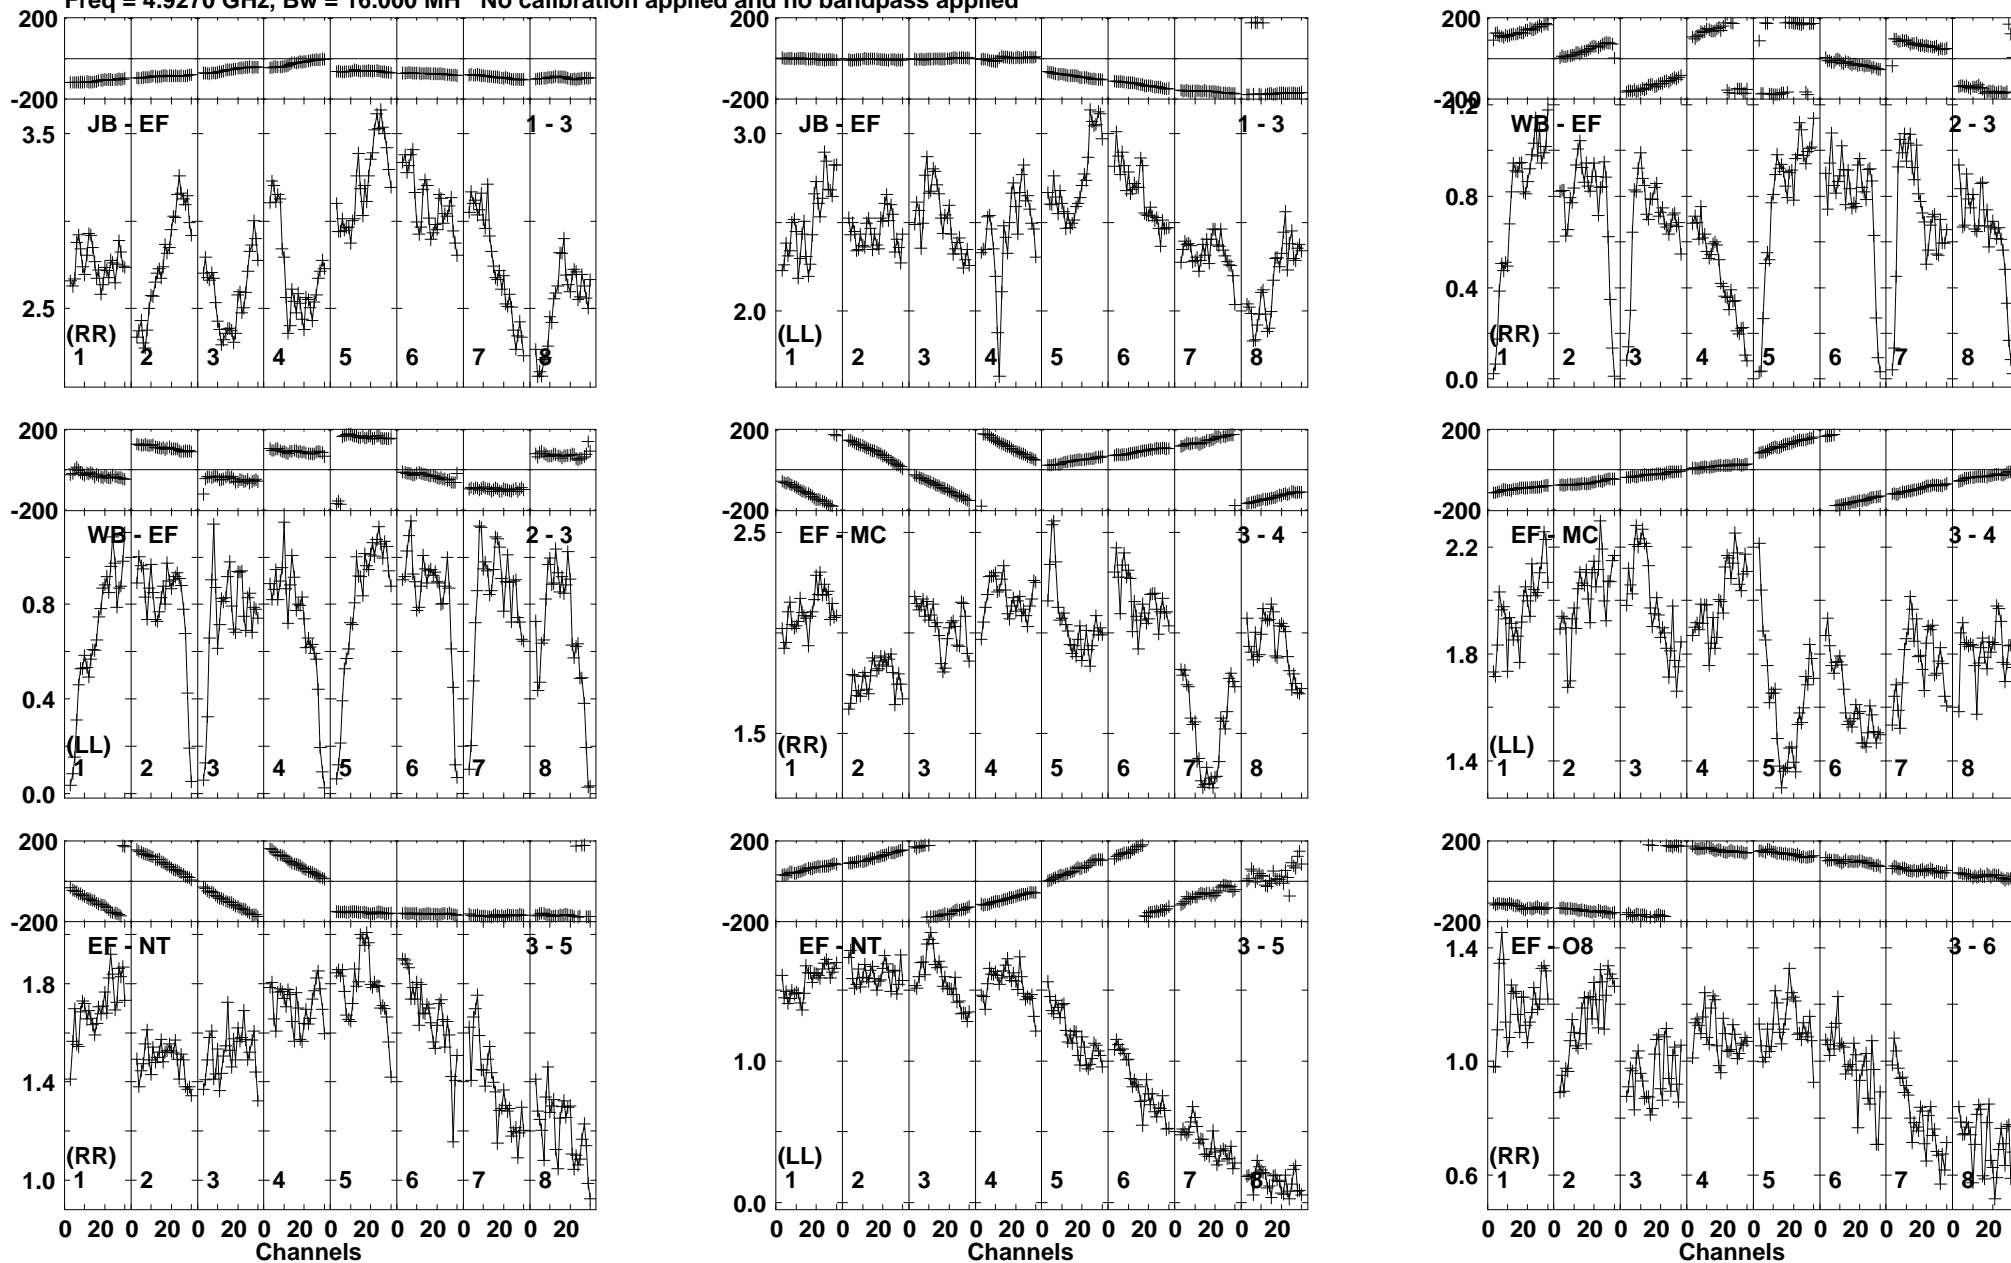 Freq = 4.9270 GHz, Bw = 16.000 MH No calibration applied and no bandpass applied
200 200 200
-200 -200 -200
JB - EF 1 - 3 JB - EF 1 - 3 WB - EF 2 - 3
3.5 3.0 1.2
0.8
2.5 2.0 0.4
(RR) (LL) (RR)
1 2 3 4 5 6 7 8 1 2 3 4 5 6 7 8 1 2 3 4 5 6 7 8
0.0
200 200 200
-200 -200 -200
WB - EF 2 - 3 EF - MC 3 - 4 EF - MC 3 - 4
2.5 2.2
0.8 1.8
0.4 1.5 1.4
(LL) (RR) (LL)
1 2 3 4 5 6 7 8 1 2 3 4 5 6 7 8 1 2 3 4 5 6 7 8
0.0
200 200 200
-200 -200 -200
EF - NT 3 - 5 EF - NT 3 - 5 EF - O8 3 - 6
1.8 1.4
1.4 1.0 1.0
(RR) (LL) (RR)
1.0 0.6
1 2 3 4 5 6 7 8 1 2 3 4 5 6 7 8 1 2 3 4 5 6 7 8
0.0
0 20 0 20 0 20 0 20 0 20 0 20 0 20 0 20 0 20 0 20 0 20 0 20 0 20 0 20 0 20 0 20 0 20 0 20 0 20 0 20 0 20 0 20 0 20 0 20
Channels Channels Channels